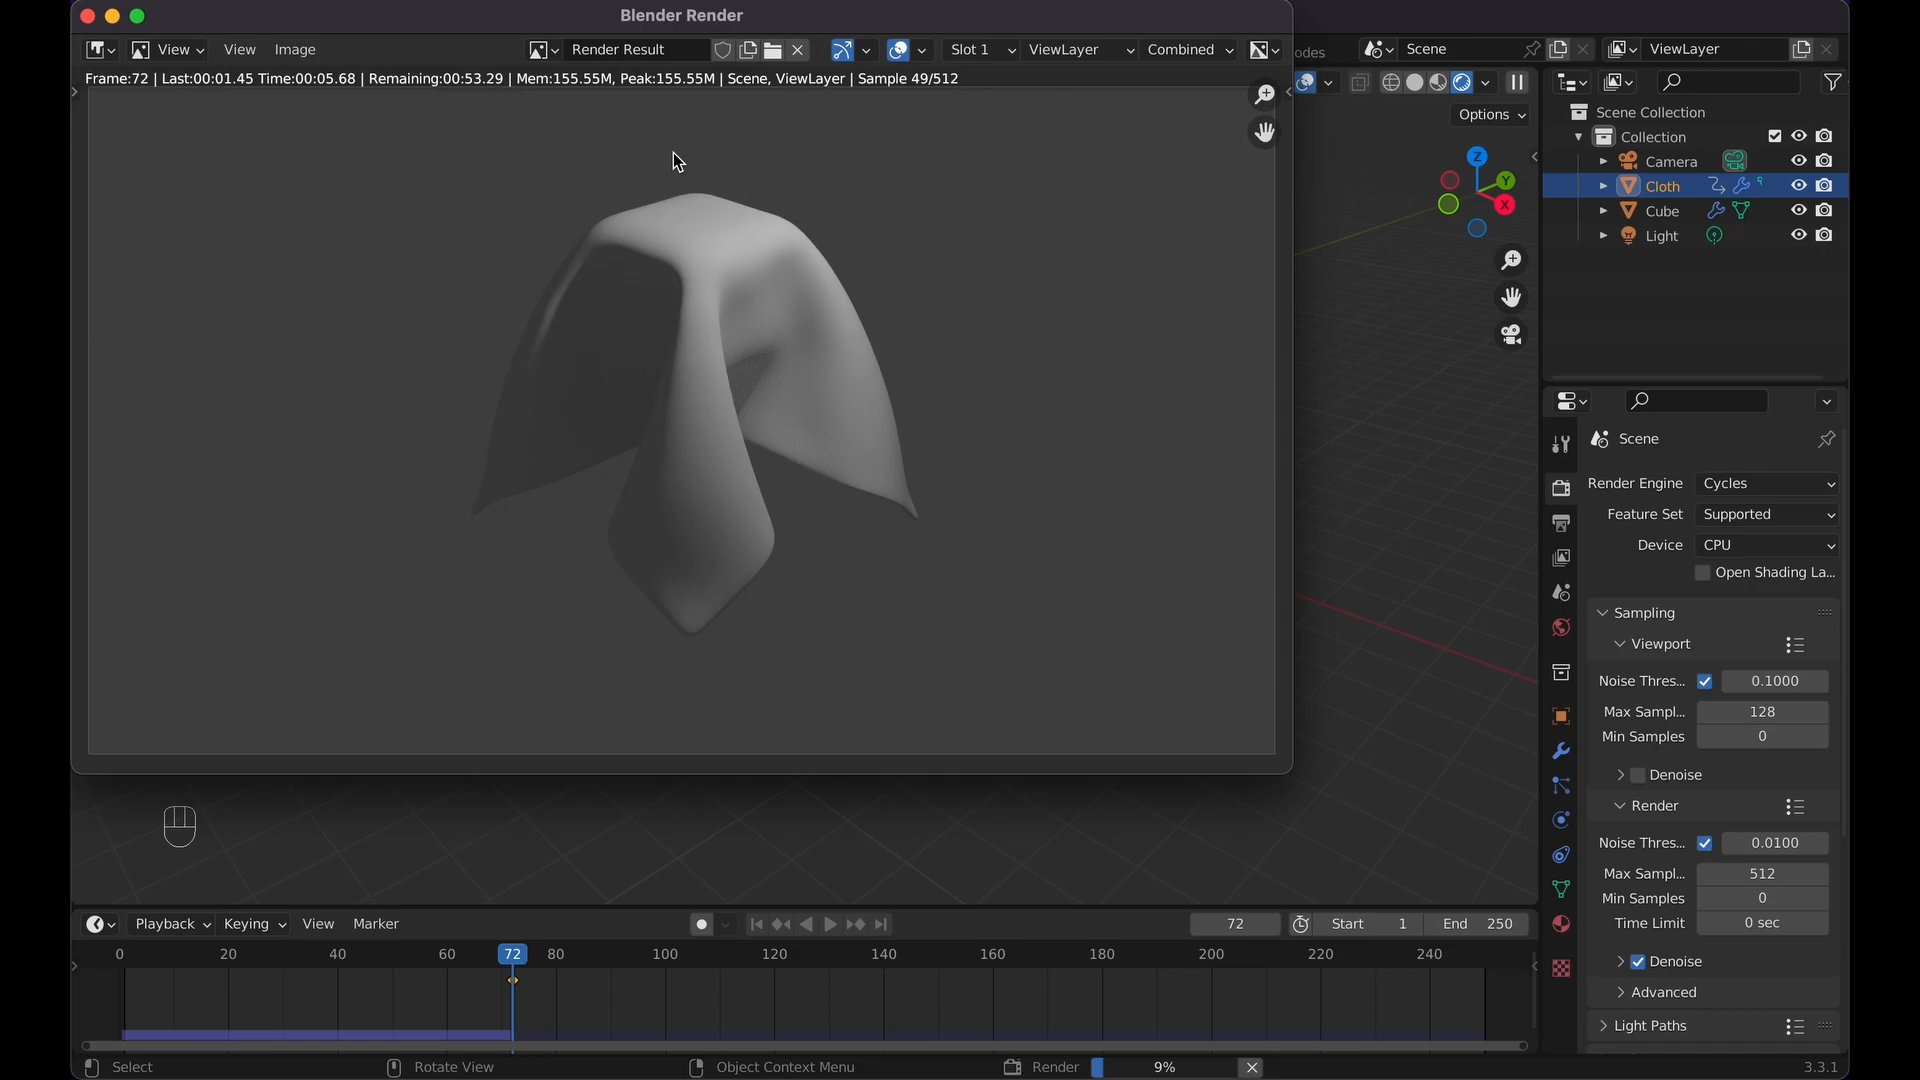 Blender Render
View View Image Render Result Slot 1 ViewLayer Combined
odes Scene ViewLayer
Frame:72 | Last:00:01.45 Time:00:05.68 | Remaining:00:53.29 | Mem:155.55M, Peak:155.55M | Scene, ViewLayer | Sample 49/512
Options
Z
Y
X
Scene Collection
Collection
Camera
Cloth
Cube
Light
Scene
Render Engine Cycles
Feature Set Supported
Device CPU
Open Shading La...
Sampling
Viewport
Noise Thres... 0.1000
Max Sampl... 128
Min Samples 0
Denoise
Render
Noise Thres... 0.0100
Max Sampl... 512
Min Samples 0
Time Limit 0 sec
Denoise
Advanced
Light Paths
Playback Keying View Marker 72 Start 1 End 250
0 20 40 60 72 80 100 120 140 160 180 200 220 240
Select Rotate View Object Context Menu Render 9% 3.3.1